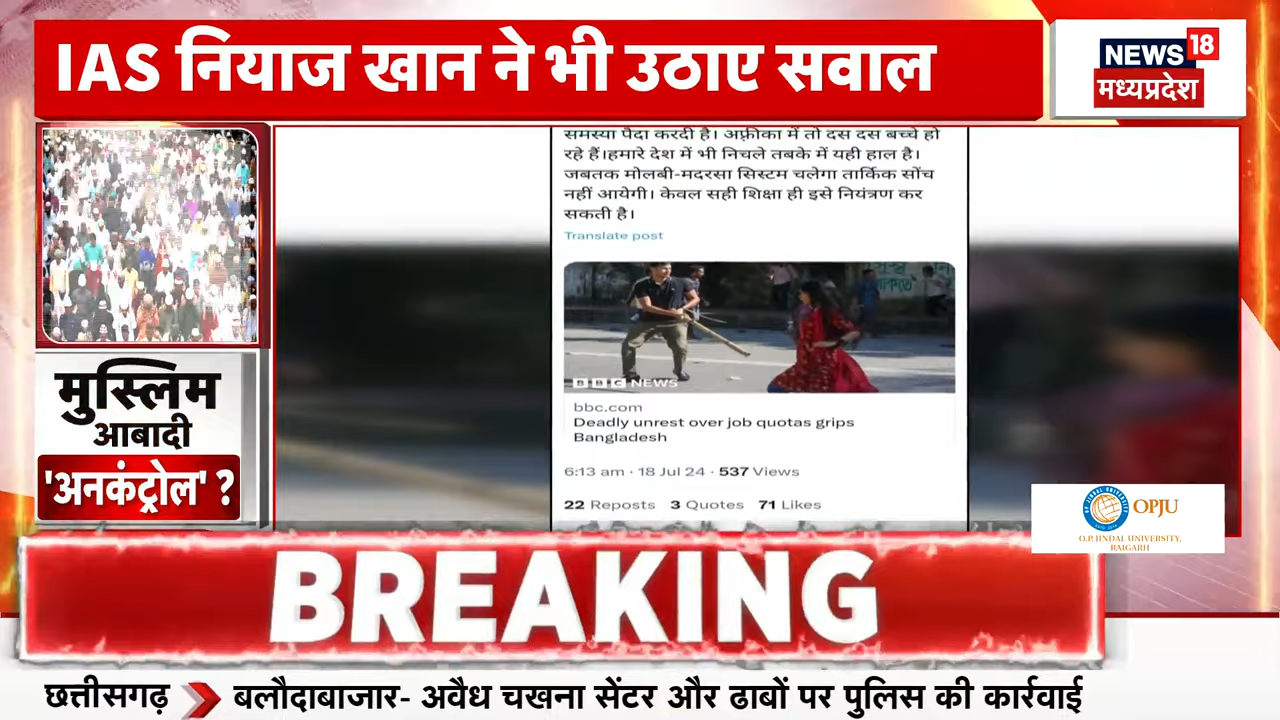 IAS नियाज खान ने भी उठाए सवाल
NEWS 18
मध्यप्रदेश
समस्या पैदा करदी है। अफ़्रीका में तो दस दस बच्चे हो
रहे हैं।हमारे देश में भी निचले तबके में यही हाल है।
जबतक मोलबी-मदरसा सिस्टम चलेगा तार्किक सोंच
नहीं आयेगी। केवल सही शिक्षा ही इसे नियंत्रण कर
सकती है।
Translate post
BBC NEWS
bbc.com
Deadly unrest over job quotas grips
Bangladesh
6:13 am · 18 Jul 24 · 537 Views
22 Reposts 3 Quotes 71 Likes
मुस्लिम
आबादी
'अनकंट्रोल' ?
OPJU
O.P. JINDAL UNIVERSITY,
RAIGARH
BREAKING
छत्तीसगढ़
बलौदाबाजार- अवैध चखना सेंटर और ढाबों पर पुलिस की कार्रवाई